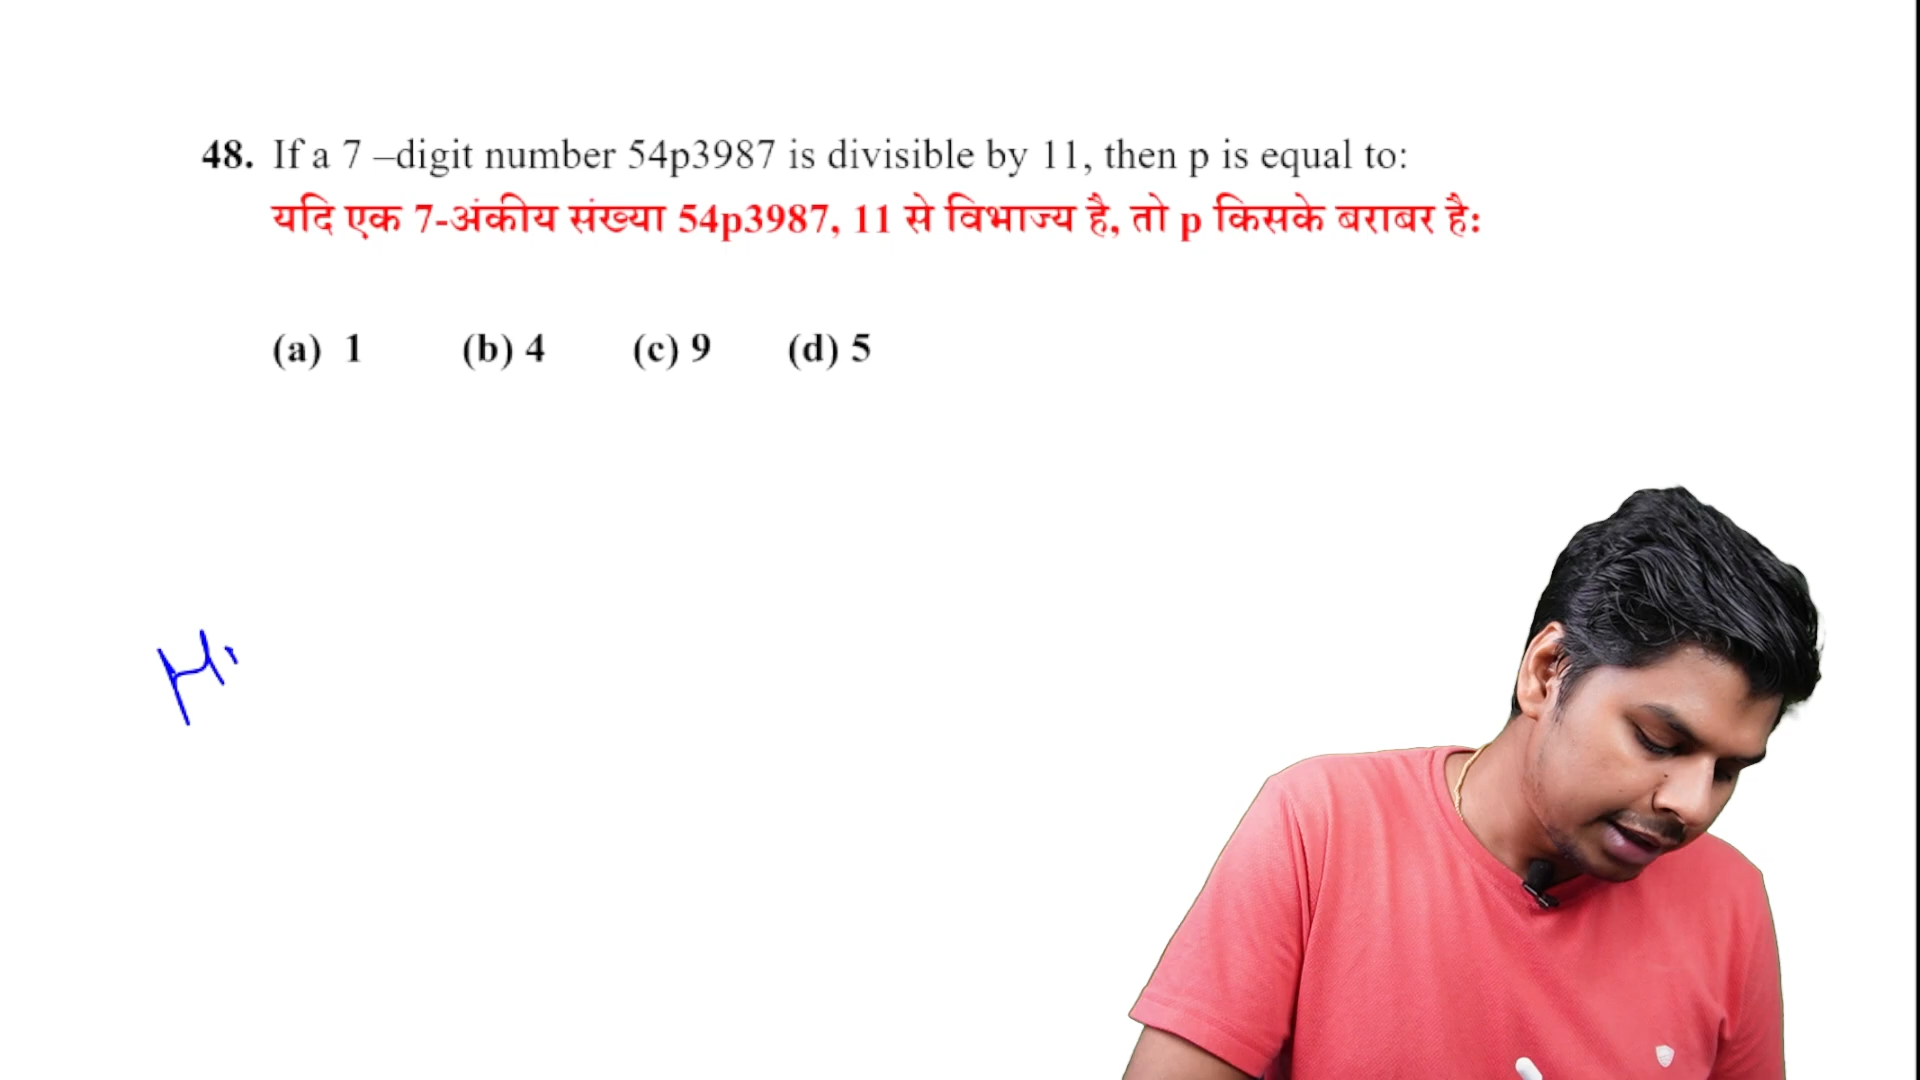 48. If a 7 –digit number 54p3987 is divisible by 11, then p is equal to:
यदि एक 7-अंकीय संख्या 54p3987, 11 से विभाज्य है, तो p किसके बराबर है:
(a) 1 (b) 4 (c) 9 (d) 5